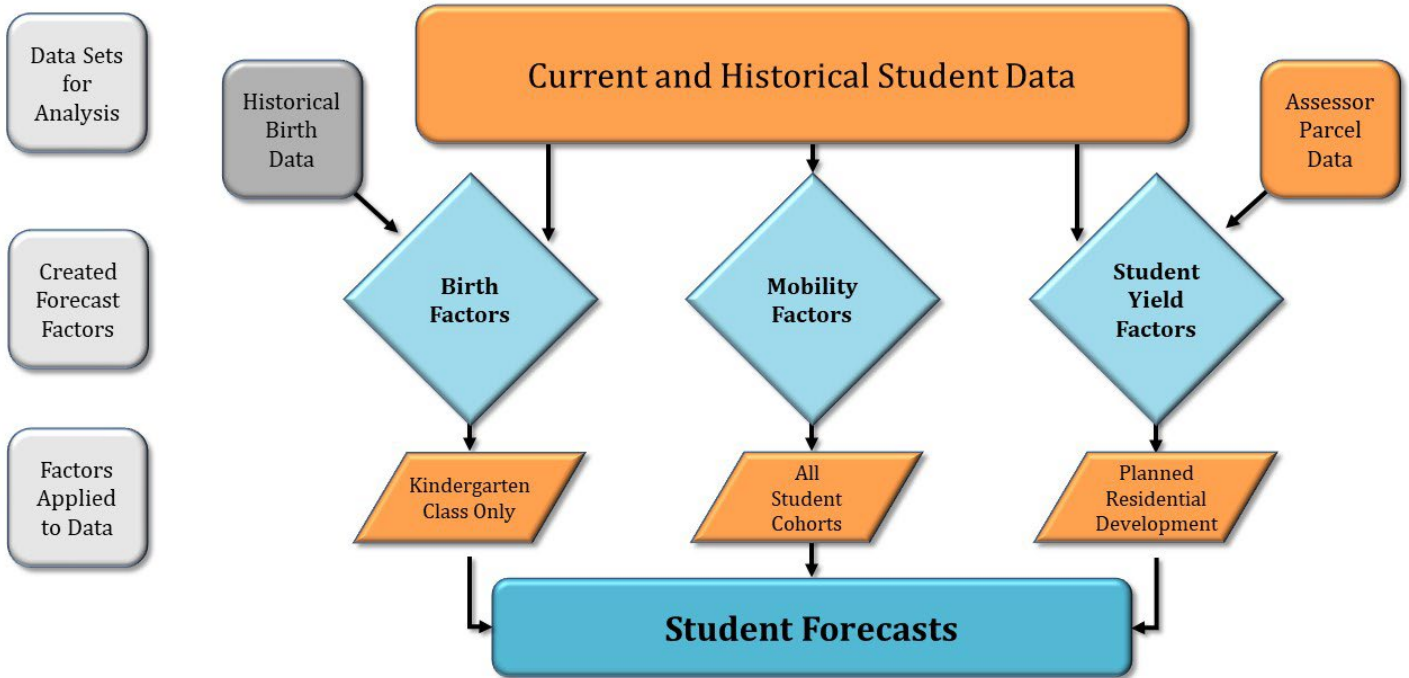 Data Sets
for
Analysis
Historical
Birth
Data
Current and Historical Student Data
Assessor
Parcel
Data
Created
Forecast
Factors
Birth
Factors
Mobility
Factors
Student
Yield
Factors
Factors
Applied
to Data
Kindergarten
Class Only
All
Student
Cohorts
Planned
Residential
Development
Student Forecasts